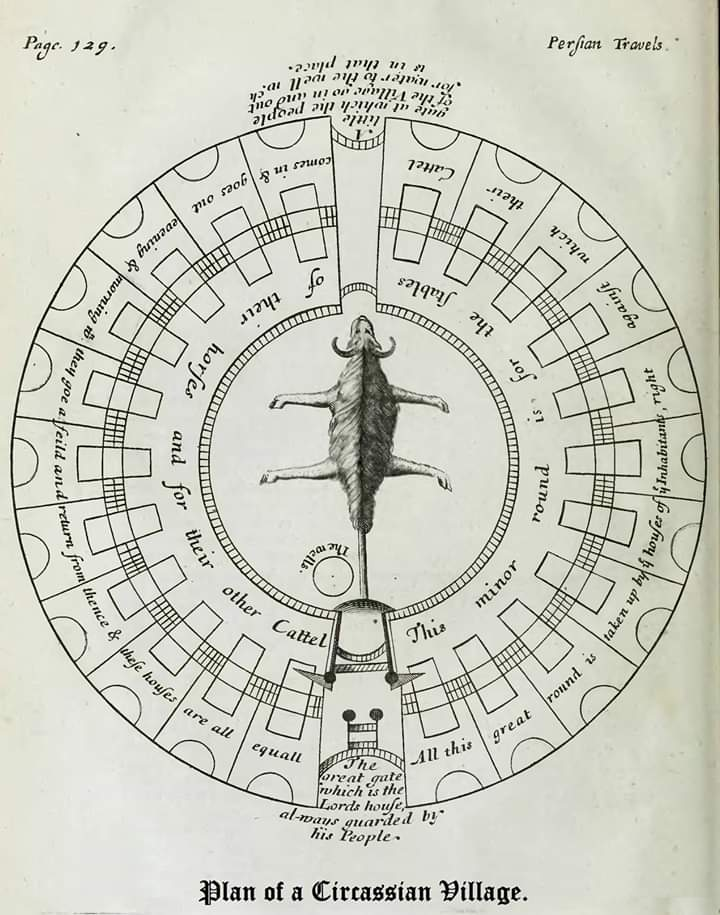 Page. 129.
Perſian Travels.
A
little
gate at which the people
of the Village go in and out
for water to the well wch
is in that place.
All this great round is taken up by ye houſes of ye Inhabitants, right againſt which their Cattel comes in & goes out evening & morning they goe a feild and return from thence & theſe houſes are all equall
This minor round is for the ſtables of their horſes and for their other Cattel
The wells.
The
great gate
which is the
Lords houſe,
al-ways guarded by
his People.
Plan of a Circassian Village.